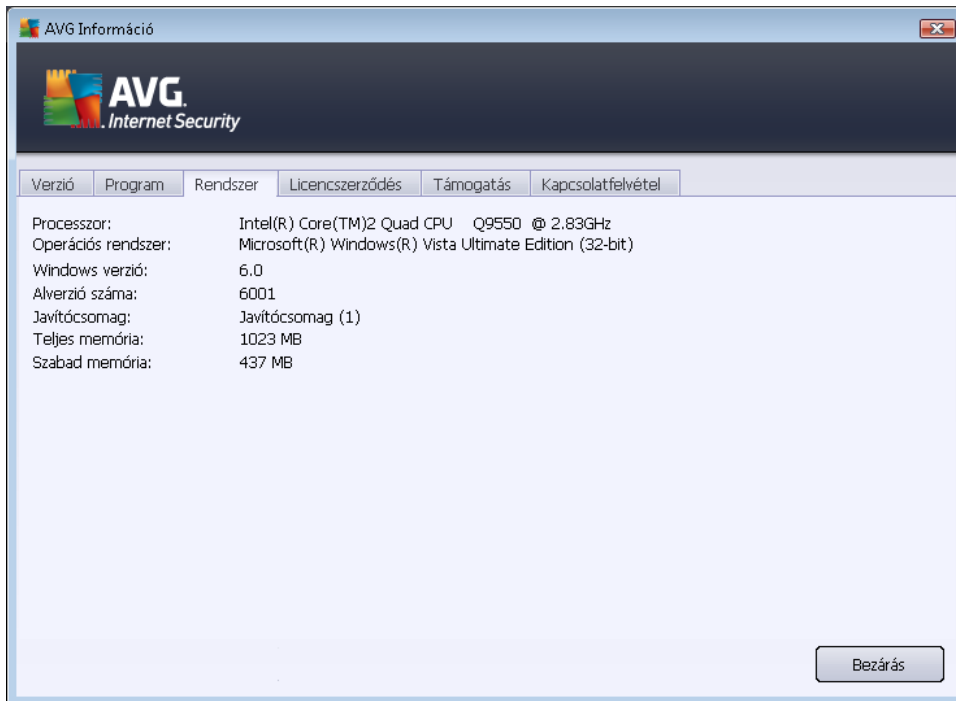 AVG Információ
AVG.
Internet Security
Verzió Program Rendszer Licencszerződés Támogatás Kapcsolatfelvétel
Processzor: Intel(R) Core(TM)2 Quad CPU Q9550 @ 2.83GHz
Operációs rendszer: Microsoft(R) Windows(R) Vista Ultimate Edition (32-bit)
Windows verzió: 6.0
Alverzió száma: 6001
Javítócsomag: Javítócsomag (1)
Teljes memória: 1023 MB
Szabad memória: 437 MB
Bezárás